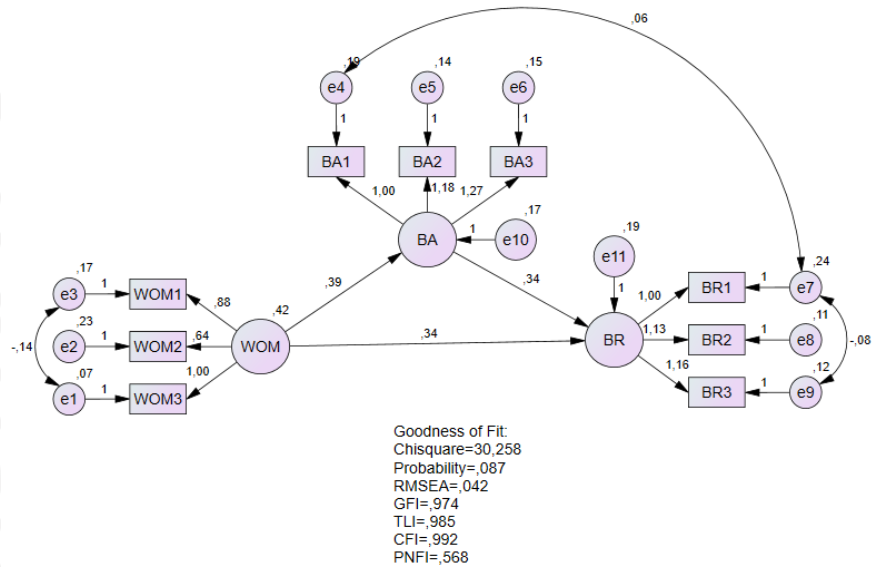 ,06
,19
,14
,15
e4
e5
e6
1
1
1
BA1
BA2
BA3
1,00
1,18
1,27
,17
BA
1
e10
,19
e11
,17
,39
,34
,24
e3
1
WOM1
,88
,42
1
1,00
BR1
1
e7
,23
-,14
e2
1
WOM2
,64
WOM
,34
BR
1,13
BR2
1
e8
,11
-,08
,07
1,00
1,16
,12
e1
1
WOM3
BR3
1
e9
Goodness of Fit:
Chisquare=30,258
Probability=,087
RMSEA=,042
GFI=,974
TLI=,985
CFI=,992
PNFI=,568